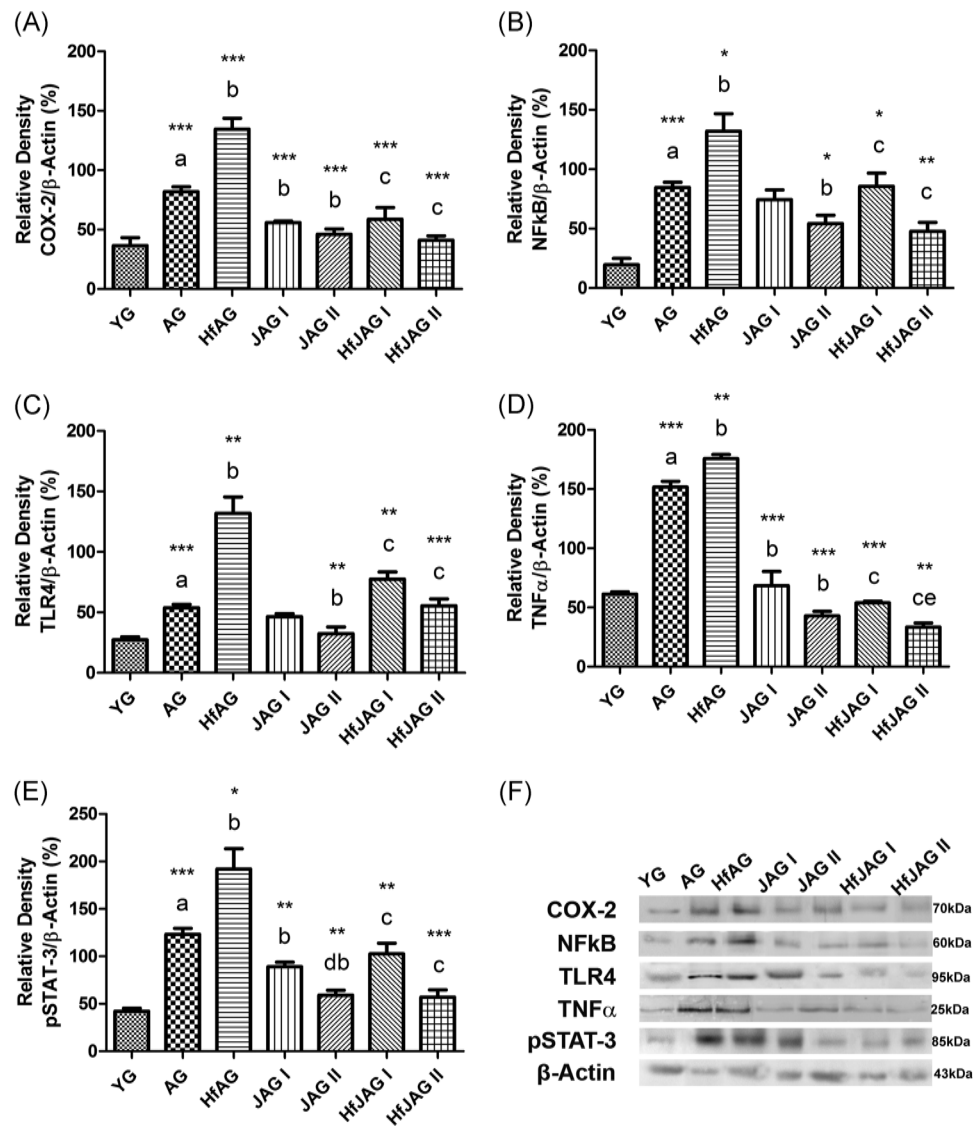 (A)
Relative Density
COX-2/β-Actin (%)
200
150
100
50
0
***
a
***
b
***
b
***
b
***
c
***
c
YG
AG
HfAG
JAG I
JAG II
HfJAG I
HfJAG II
(B)
Relative Density
NFkB/β-Actin (%)
200
150
100
50
0
***
a
*
b
*
b
*
c
**
c
YG
AG
HfAG
JAG I
JAG II
HfJAG I
HfJAG II
(C)
Relative Density
TLR4/β-Actin (%)
200
150
100
50
0
***
a
**
b
**
b
**
c
***
c
YG
AG
HfAG
JAG I
JAG II
HfJAG I
HfJAG II
(D)
Relative Density
TNFα/β-Actin (%)
200
150
100
50
0
***
a
**
b
***
b
***
b
***
c
**
ce
YG
AG
HfAG
JAG I
JAG II
HfJAG I
HfJAG II
(E)
Relative Density
pSTAT-3/β-Actin (%)
250
200
150
100
50
0
***
a
*
b
**
b
**
db
**
c
***
c
YG
AG
HfAG
JAG I
JAG II
HfJAG I
HfJAG II
(F)
YG AG HfAG JAG I JAG II HfJAG I HfJAG II
COX-2 70kDa
NFkB 60kDa
TLR4 95kDa
TNFα 25kDa
pSTAT-3 85kDa
β-Actin 43kDa